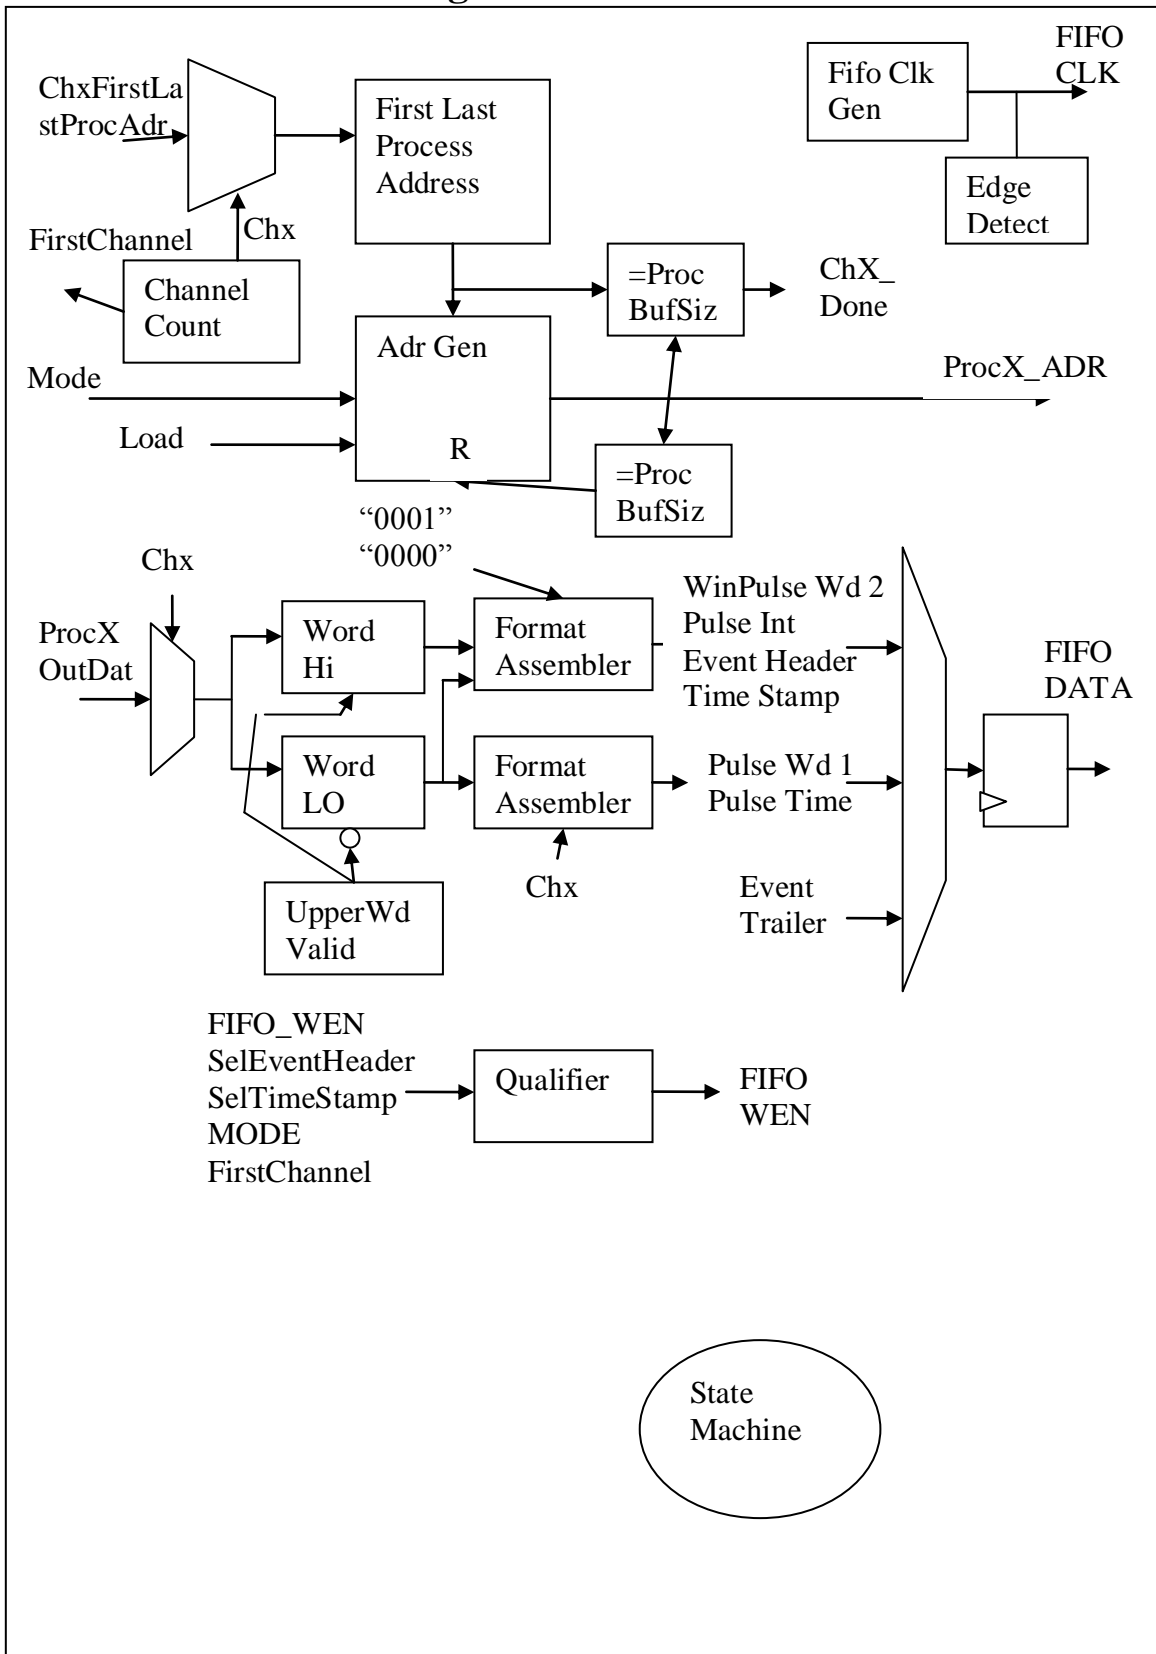 ChxFirstLa
stProcAdr
First Last
Process
Address
Fifo Clk
Gen
FIFO
CLK
Edge
Detect
FirstChannel
Chx
Channel
Count
=Proc
BufSiz
ChX_
Done
Mode
Load
Adr Gen
R
ProcX_ADR
=Proc
BufSiz
“0001”
“0000”
Chx
ProcX
OutDat
Word
Hi
Format
Assembler
WinPulse Wd 2
Pulse Int
Event Header
Time Stamp
FIFO
DATA
Word
LO
Format
Assembler
Pulse Wd 1
Pulse Time
Chx
UpperWd
Valid
Event
Trailer
FIFO_WEN
SelEventHeader
SelTimeStamp
MODE
FirstChannel
Qualifier
FIFO
WEN
State
Machine